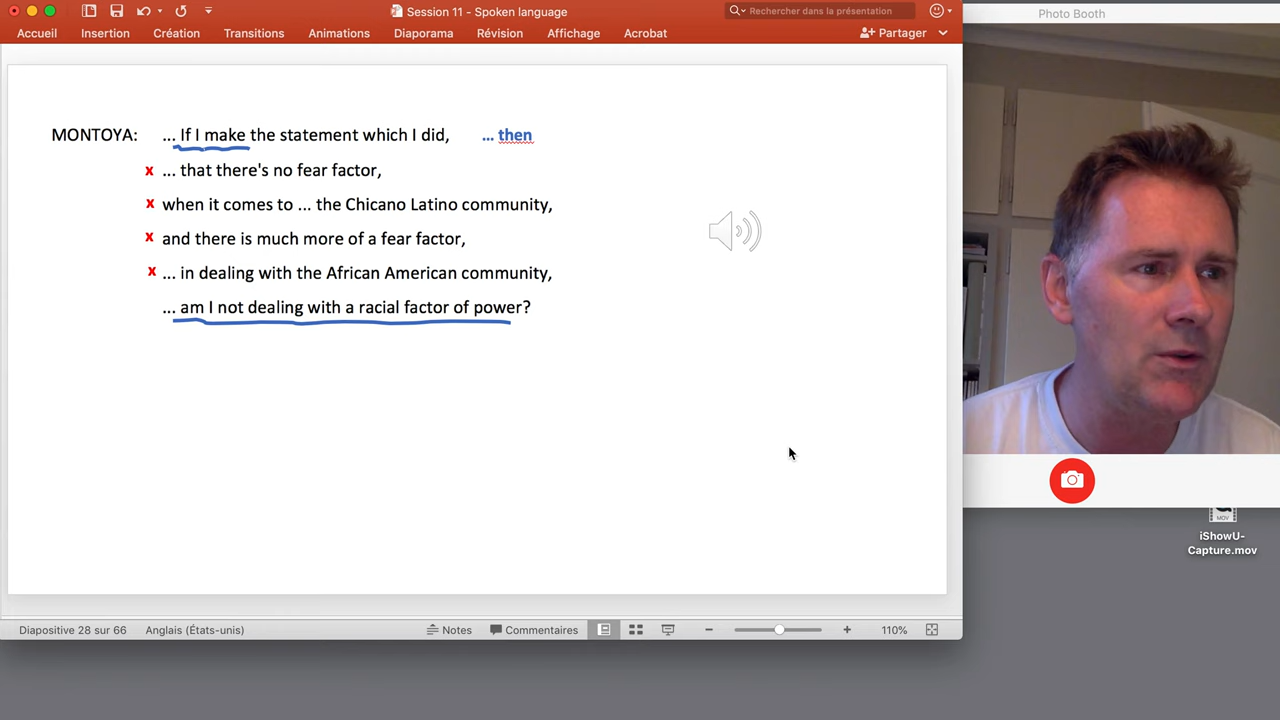 Session 11 - Spoken language
Rechercher dans la présentation
Photo Booth
Accueil
Insertion
Création
Transitions
Animations
Diaporama
Révision
Affichage
Acrobat
Partager
MONTOYA: ... If I make the statement which I did, ... then
x ... that there's no fear factor,
x when it comes to ... the Chicano Latino community,
x and there is much more of a fear factor,
x ... in dealing with the African American community,
... am I not dealing with a racial factor of power?
MOV
iShowU-
Capture.mov
Diapositive 28 sur 66
Anglais (États-unis)
Notes
Commentaires
110%